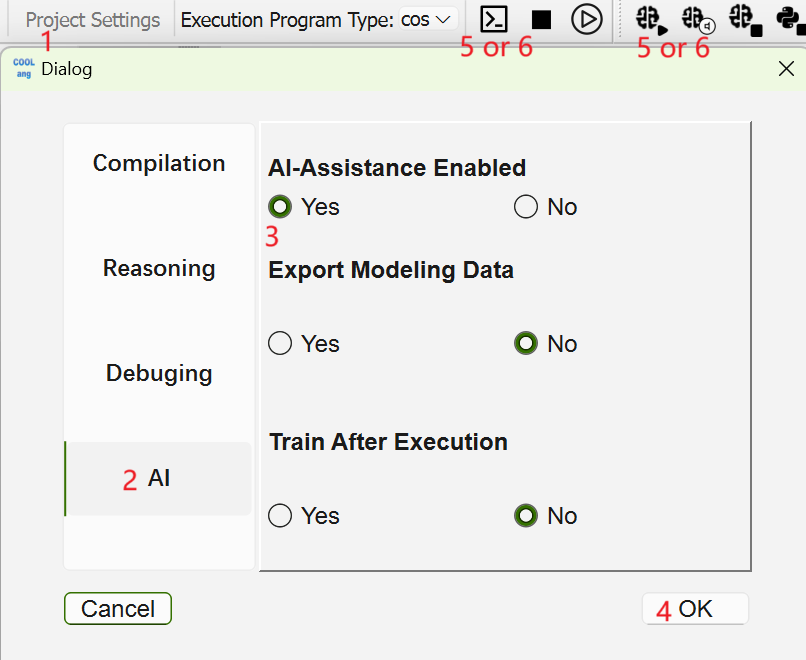 Project Settings Execution Program Type: cos
1 5 or 6 5 or 6
COOL
ang
Dialog
Compilation
Reasoning
Debuging
2 AI
AI-Assistance Enabled
Yes No
3
Export Modeling Data
Yes No
Train After Execution
Yes No
Cancel 4 OK